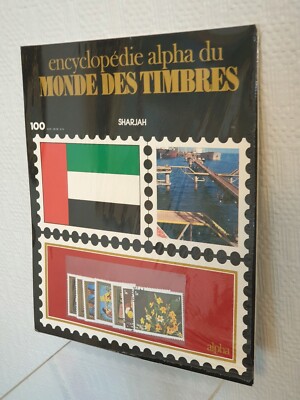 encyclopédie alpha du
MONDE DES TIMBRES
SHARJAH
100
alpha